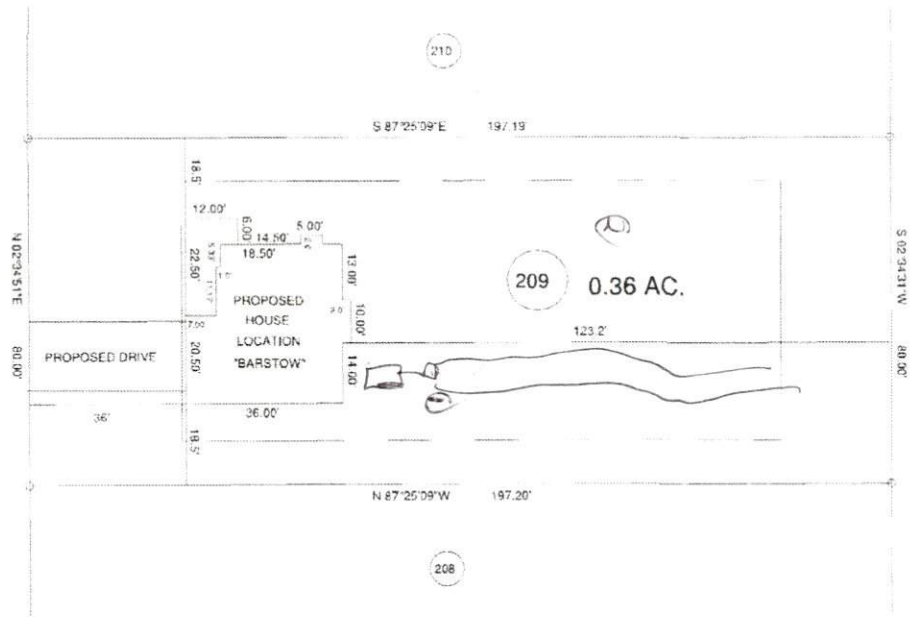 210
S 87°25'09"E 197.19'
18.5'
12.00'
6.00'
14.50'
5.00'
18.50'
22.50'
13.00'
N 02°34'51"E
80.00'
S 02°34'31"W
80.00'
209
0.36 AC.
PROPOSED
HOUSE
LOCATION
"BARSTOW"
10.00'
123.2'
7.00
PROPOSED DRIVE
20.50'
14.00
36'
36.00'
18.5'
N 87°25'09"W 197.20'
208